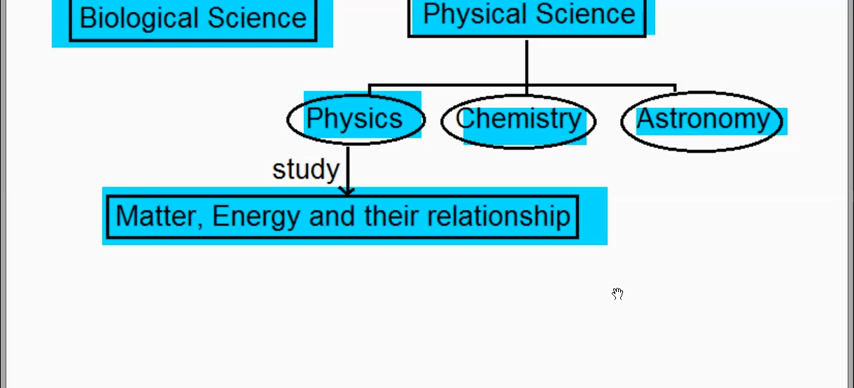 Biological Science
Physical Science
Physics
Chemistry
Astronomy
study
Matter, Energy and their relationship